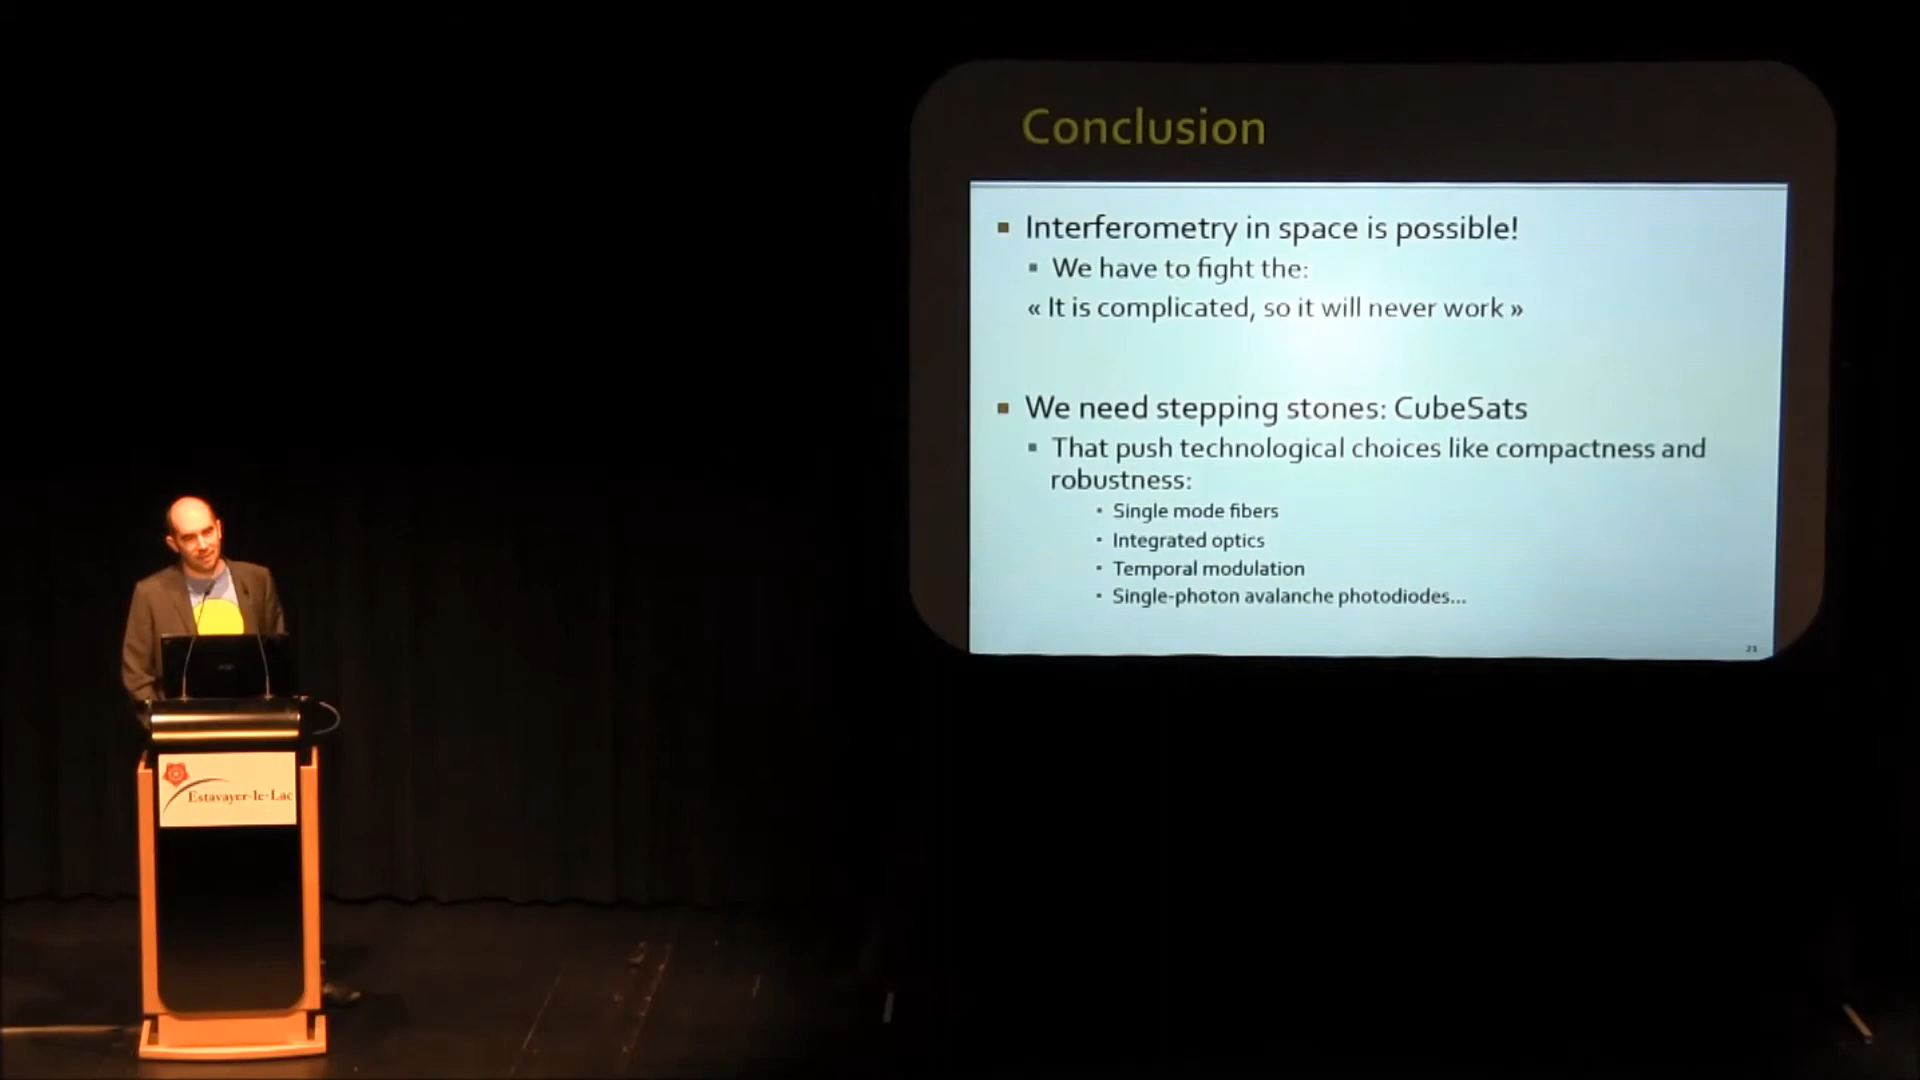 Conclusion
Interferometry in space is possible!
We have to fight the:
« It is complicated, so it will never work »
We need stepping stones: CubeSats
That push technological choices like compactness and
robustness:
Single mode fibers
Integrated optics
Temporal modulation
Single-photon avalanche photodiodes...
21
Estavayer-le-Lac